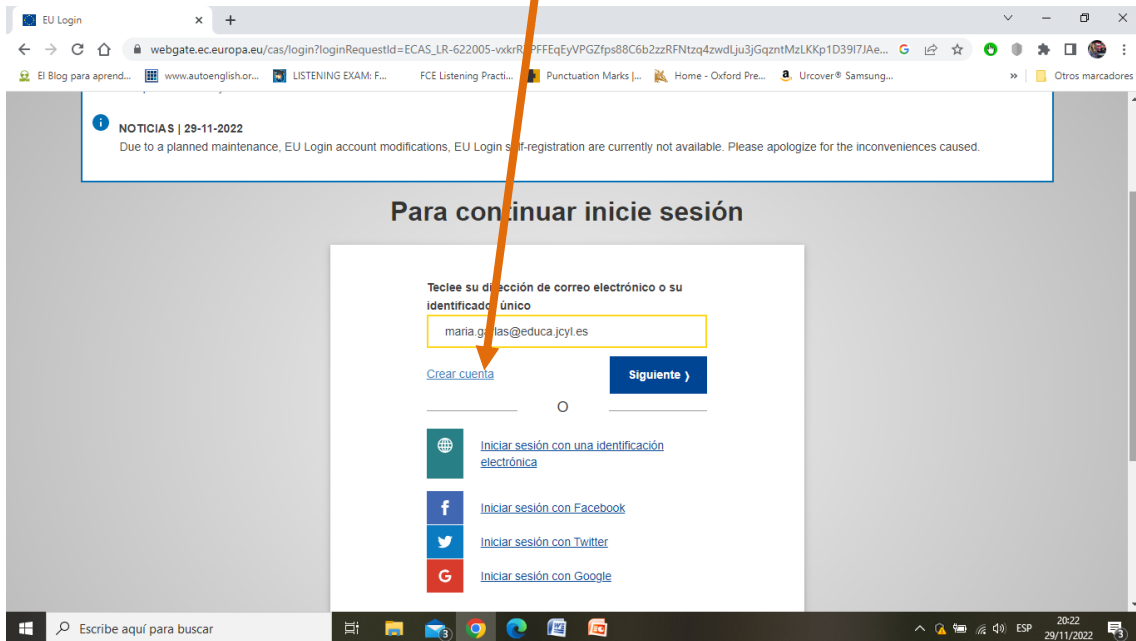 EU Login
webgate.ec.europa.eu/cas/login?loginRequestId=ECAS_LR-622005-
El Blog para aprend... www.autoenglish.or... LISTENING EXAM: F... FCE Listening Practi... Punctuation Marks |... Home - Oxford Pre... Urcover® Samsung... » Otros marcadores
NOTICIAS | 29-11-2022
Due to a planned maintenance, EU Login account modifications, EU Login self-registration are currently not available. Please apologize for the inconveniences caused.
Para continuar inicie sesión
Teclee su dirección de correo electrónico o su
identificador único
@educa.jcyl.es
Crear cuenta
Siguiente ❭
O
Iniciar sesión con una identificación
electrónica
Iniciar sesión con Facebook
Iniciar sesión con Twitter
Iniciar sesión con Google
Escribe aquí para buscar
ESP
20:22
29/11/2022